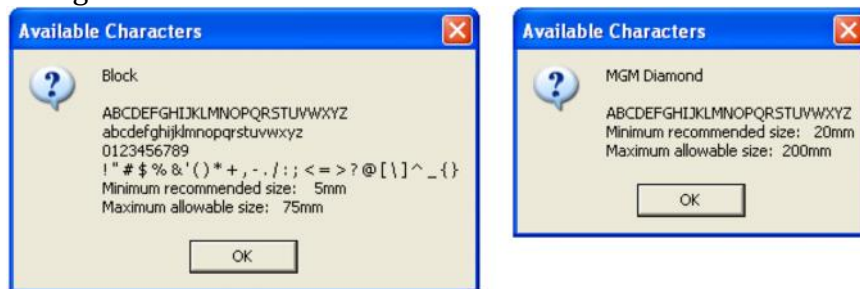 Available Characters
Block
ABCDEFGHIJKLMNOPQRSTUVWXYZ
abcdefghijklmnopqrstuvwxyz
0123456789
! " # $ % & ' ( ) * + , - . / : ; < = > ? @ [ \ ] ^ _ { }
Minimum recommended size: 5mm
Maximum allowable size: 75mm
OK
Available Characters
MGM Diamond
ABCDEFGHIJKLMNOPQRSTUVWXYZ
Minimum recommended size: 20mm
Maximum allowable size: 200mm
OK